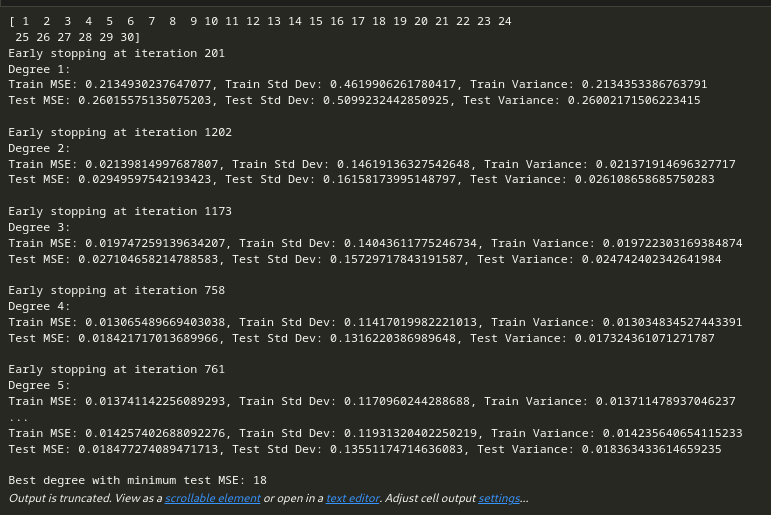 [ 1  2  3  4  5  6  7  8  9 10 11 12 13 14 15 16 17 18 19 20 21 22 23 24
 25 26 27 28 29 30]
Early stopping at iteration 201
Degree 1:
Train MSE: 0.2134930237647077, Train Std Dev: 0.4619906261780417, Train Variance: 0.2134353386763791
Test MSE: 0.26015575135075203, Test Std Dev: 0.5099232442850925, Test Variance: 0.26002171506223415
Early stopping at iteration 1202
Degree 2:
Train MSE: 0.02139814997687807, Train Std Dev: 0.14619136327542648, Train Variance: 0.021371914696327717
Test MSE: 0.02949597542193423, Test Std Dev: 0.16158173995148797, Test Variance: 0.026108658685750283
Early stopping at iteration 1173
Degree 3:
Train MSE: 0.019747259139634207, Train Std Dev: 0.14043611775246734, Train Variance: 0.019722303169384874
Test MSE: 0.027104658214788583, Test Std Dev: 0.15729717843191587, Test Variance: 0.024742402342641984
Early stopping at iteration 758
Degree 4:
Train MSE: 0.013065489669403038, Train Std Dev: 0.11417019982221013, Train Variance: 0.013034834527443391
Test MSE: 0.018421717013689966, Test Std Dev: 0.1316220386989648, Test Variance: 0.017324361071271787
Early stopping at iteration 761
Degree 5:
Train MSE: 0.013741142256089293, Train Std Dev: 0.1170960244288688, Train Variance: 0.013711478937046237
...
Train MSE: 0.014257402688092276, Train Std Dev: 0.11931320402250219, Train Variance: 0.014235640654115233
Test MSE: 0.018477274089471713, Test Std Dev: 0.13551174714636083, Test Variance: 0.018363433614659235
Best degree with minimum test MSE: 18
Output is truncated. View as a scrollable element or open in a text editor. Adjust cell output settings...